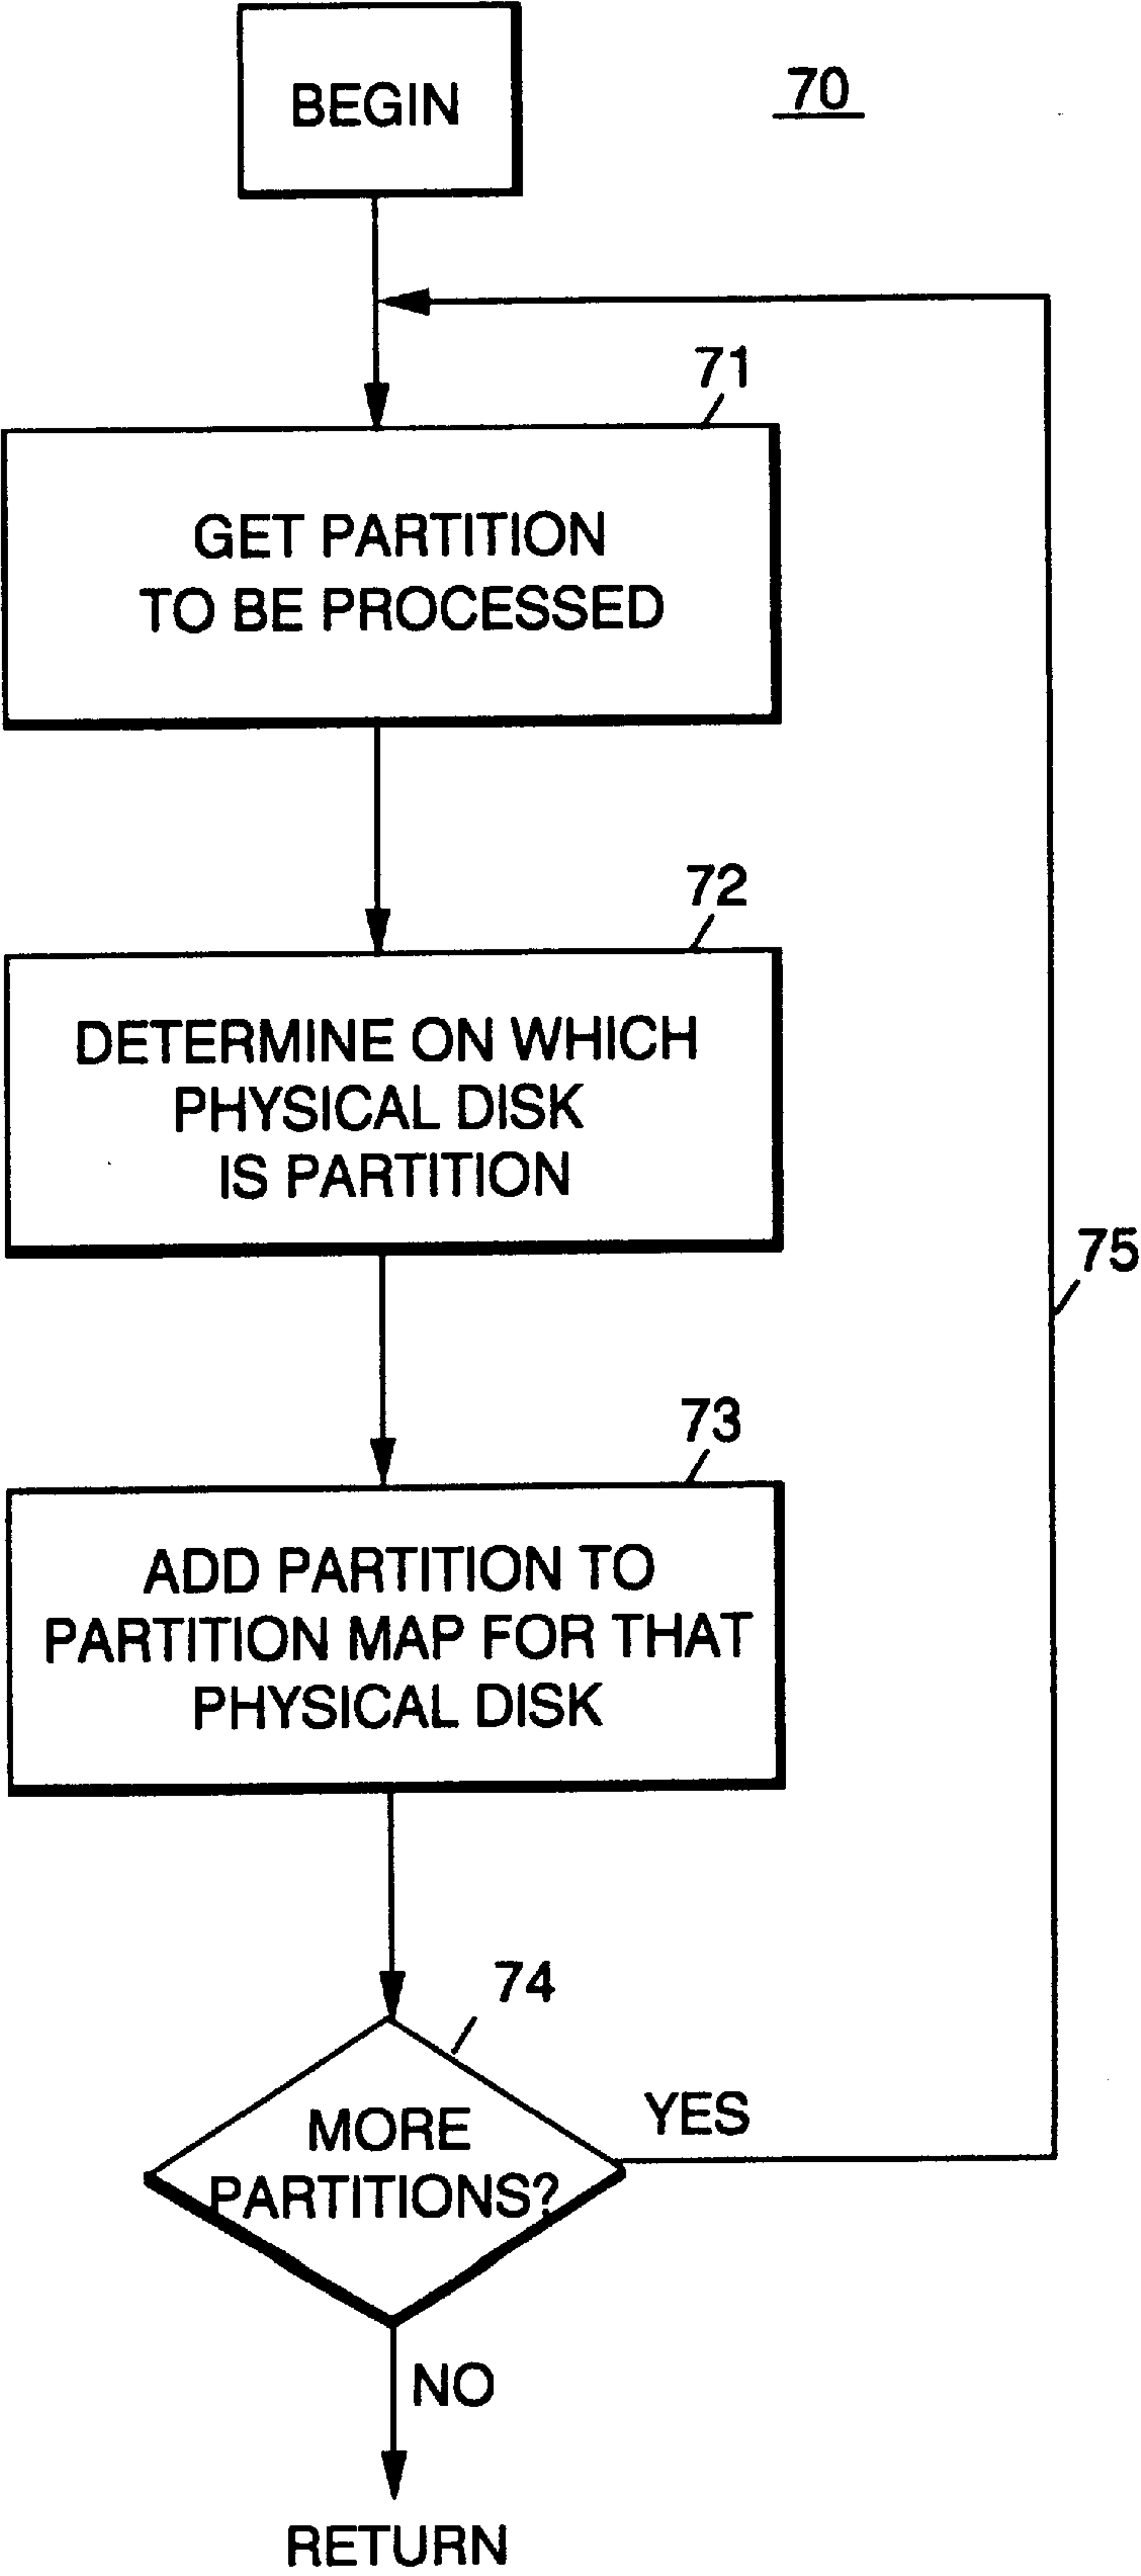 BEGIN
70
71
GET PARTITION
TO BE PROCESSED
72
DETERMINE ON WHICH
PHYSICAL DISK
IS PARTITION
75
73
ADD PARTITION TO
PARTITION MAP FOR THAT
PHYSICAL DISK
74
MORE
PARTITIONS?
YES
NO
RETURN